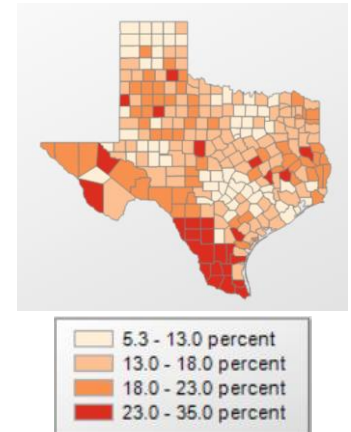 5.3 - 13.0 percent
13.0 - 18.0 percent
18.0 - 23.0 percent
23.0 - 35.0 percent